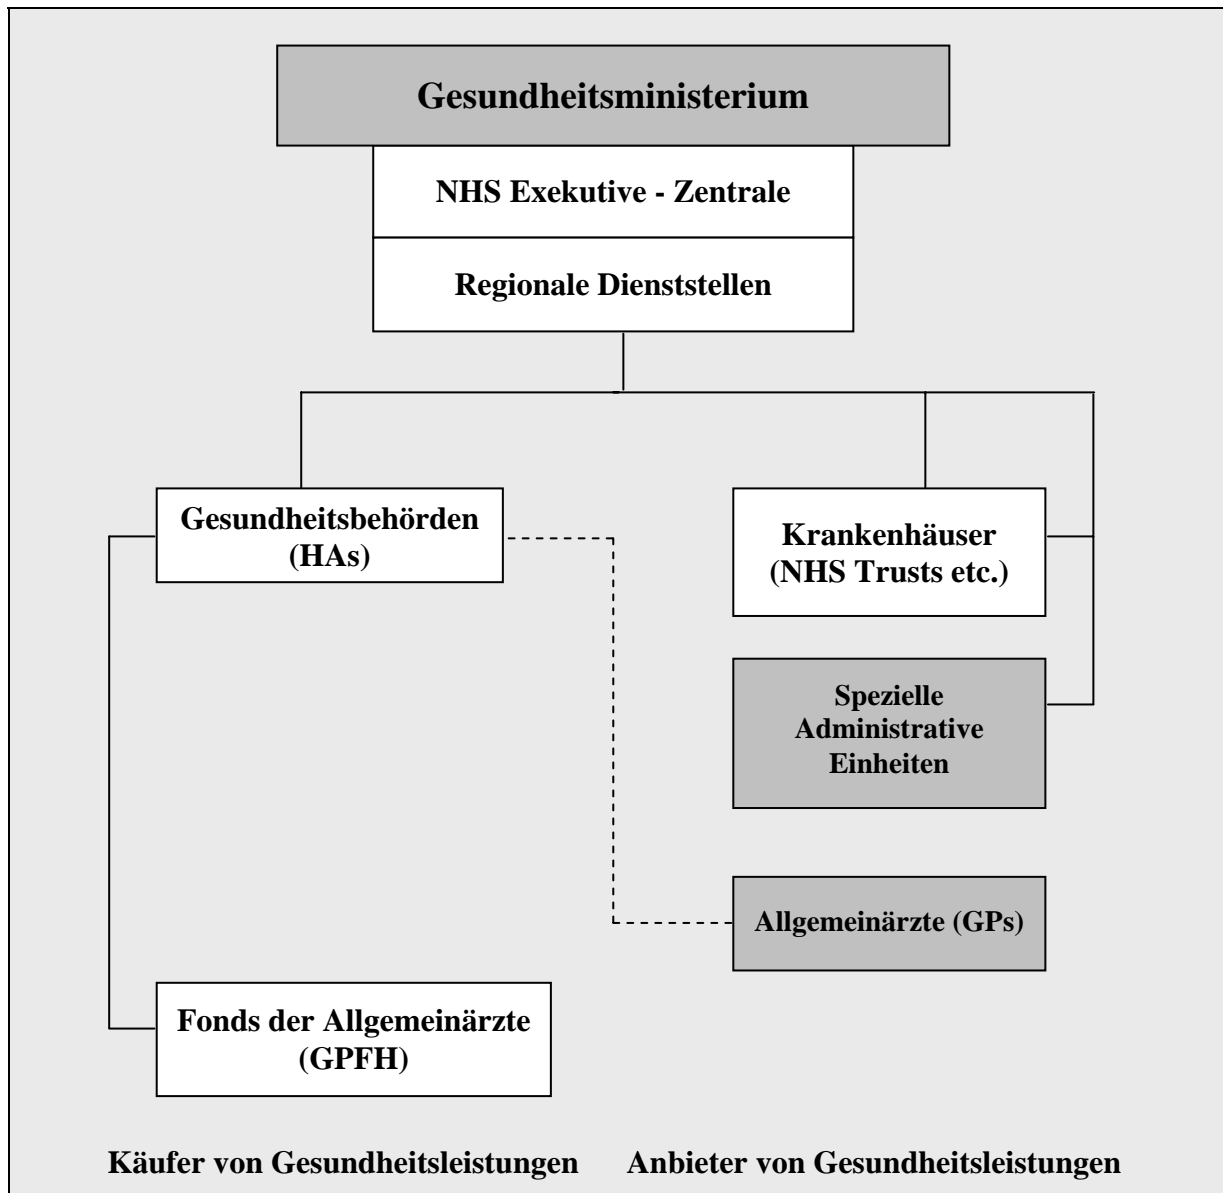 Gesundheitsministerium
NHS Exekutive - Zentrale
Regionale Dienststellen
Gesundheitsbehörden
(HAs)
Krankenhäuser
(NHS Trusts etc.)
Spezielle
Administrative
Einheiten
Allgemeinärzte (GPs)
Fonds der Allgemeinärzte
(GPFH)
Käufer von Gesundheitsleistungen
Anbieter von Gesundheitsleistungen